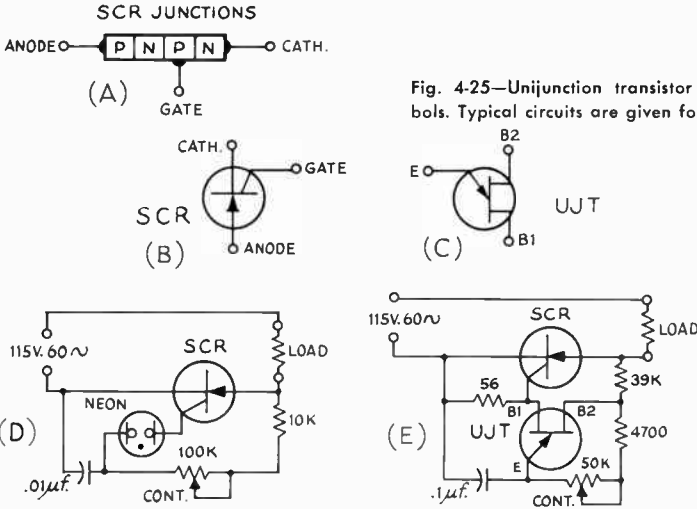 SCR JUNCTIONS
ANODE P N P N CATH.
(A)
GATE
Fig. 4-25—Unijunction transistor
bols. Typical circuits are given fo
CATH.
GATE
SCR
(B)
ANODE
B2
E
UJT
(C)
B1
115V. 60~
SCR
LOAD
NEON
10K
(D)
100K
.01µf.
CONT.
115V. 60~
SCR
LOAD
39K
56
B1 B2
UJT
4700
(E)
E
50K
.1µf.
CONT.